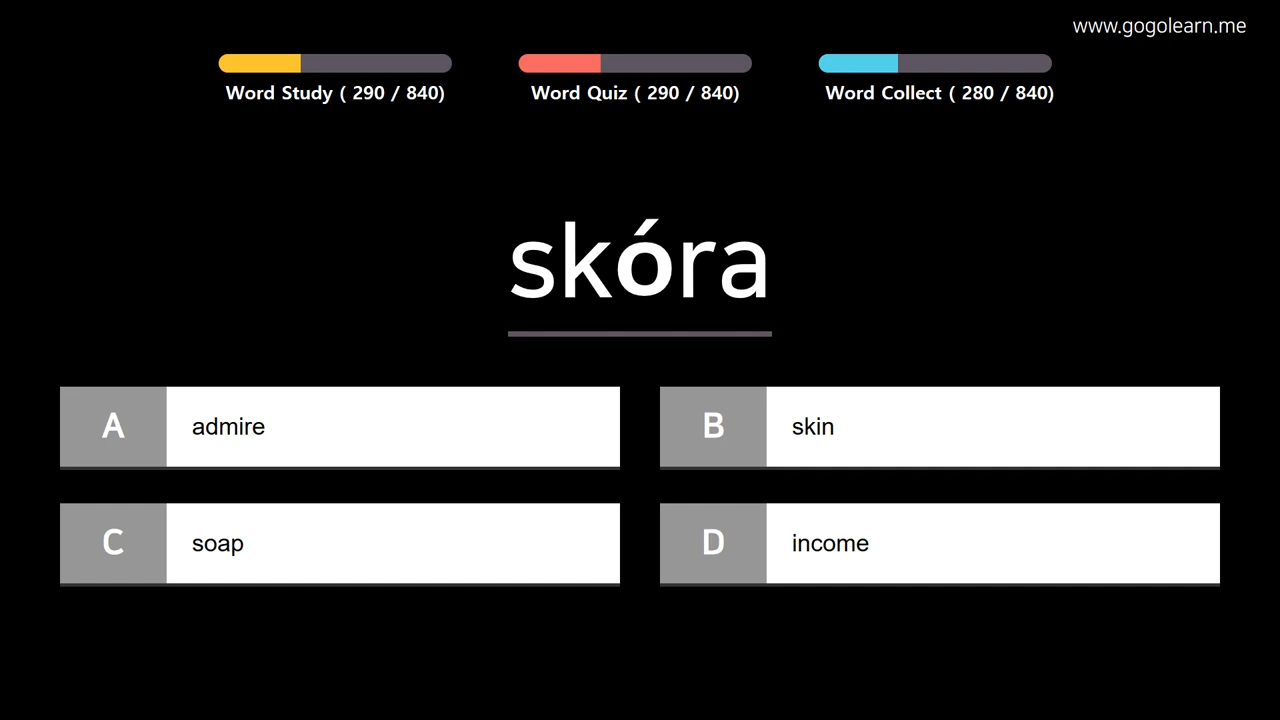 www.gogolearn.me
Word Study ( 290 / 840)
Word Quiz ( 290 / 840)
Word Collect ( 280 / 840)
skóra
A
admire
B
skin
C
soap
D
income